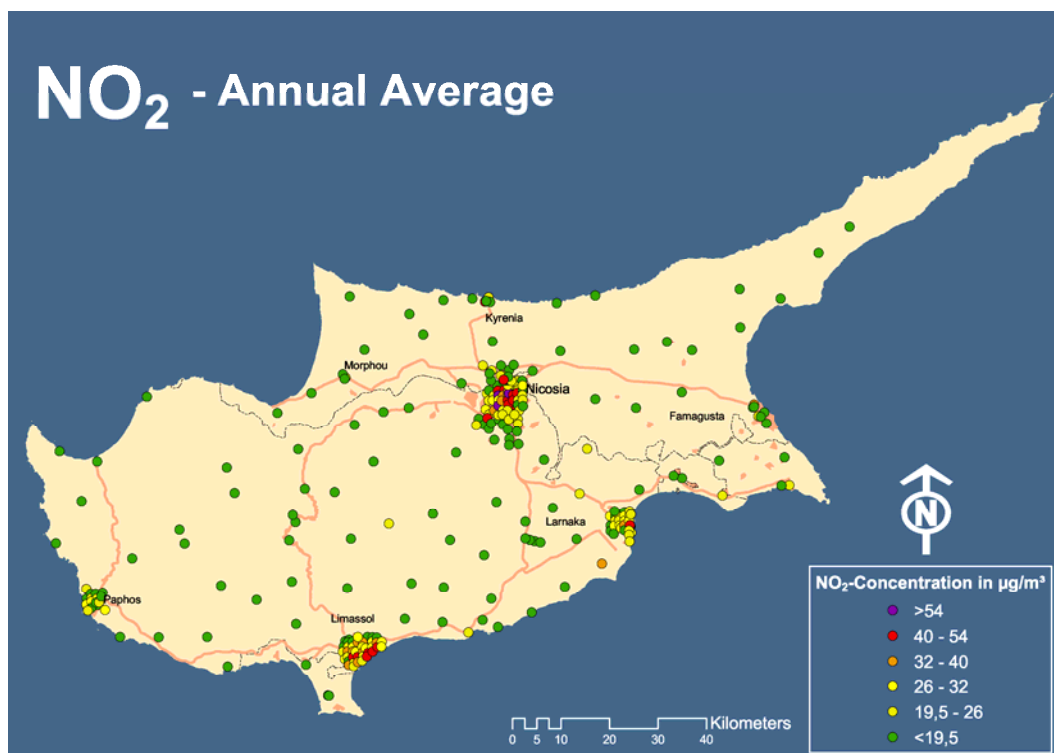 NO₂ - Annual Average
Kyrenia
Morphou
Nicosia
Famagusta
Larnaka
Paphos
Limassol
N
NO₂-Concentration in µg/m³
>54
40 - 54
32 - 40
26 - 32
19,5 - 26
<19,5
Kilometers
0 5 10 20 30 40